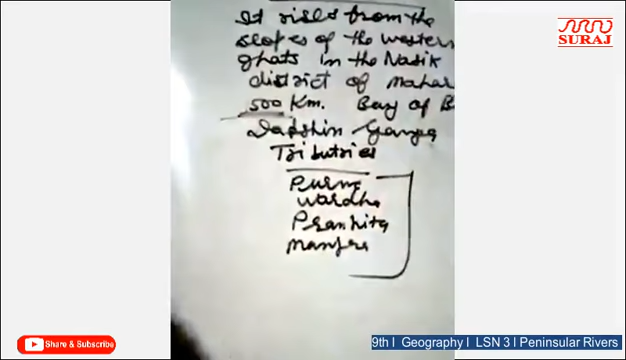 It rises from the
slopes of the western
ghats in the Nasik
district of Mahar
500 Km. Bay of B
Dakshin Ganga
Tributries
Purna
Wardha
Pranhita
Manjra
SURAJ
Share & Subscribe
9th I Geography I LSN 3 I Peninsular Rivers